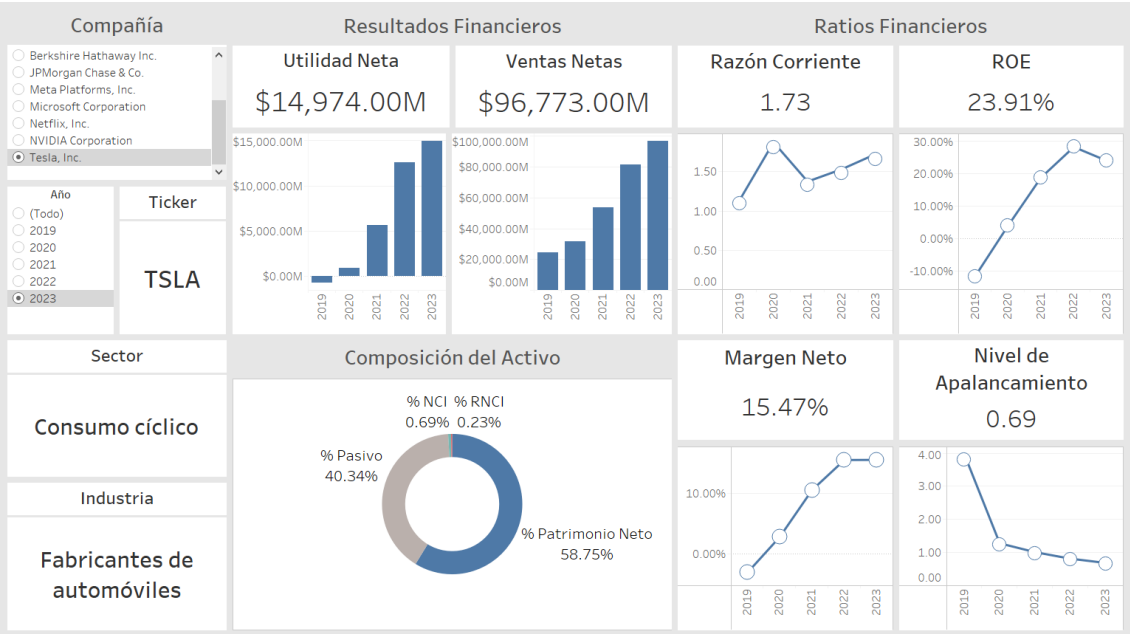 Compañía
Berkshire Hathaway Inc.
JPMorgan Chase & Co.
Meta Platforms, Inc.
Microsoft Corporation
Netflix, Inc.
NVIDIA Corporation
Tesla, Inc.
Año
(Todo)
2019
2020
2021
2022
2023
Ticker
TSLA
Sector
Consumo cíclico
Industria
Fabricantes de
automóviles
Resultados Financieros
Utilidad Neta
$14,974.00M
$15,000.00M
$10,000.00M
$5,000.00M
$0.00M
2019
2020
2021
2022
2023
Ventas Netas
$96,773.00M
$100,000.00M
$80,000.00M
$60,000.00M
$40,000.00M
$20,000.00M
$0.00M
2019
2020
2021
2022
2023
Composición del Activo
% NCI % RNCI
0.69% 0.23%
% Pasivo
40.34%
% Patrimonio Neto
58.75%
Ratios Financieros
Razón Corriente
1.73
1.50
1.00
0.50
0.00
2019
2020
2021
2022
2023
ROE
23.91%
30.00%
20.00%
10.00%
0.00%
-10.00%
2019
2020
2021
2022
2023
Margen Neto
15.47%
10.00%
0.00%
2019
2020
2021
2022
2023
Nivel de
Apalancamiento
0.69
4.00
3.00
2.00
1.00
0.00
2019
2020
2021
2022
2023